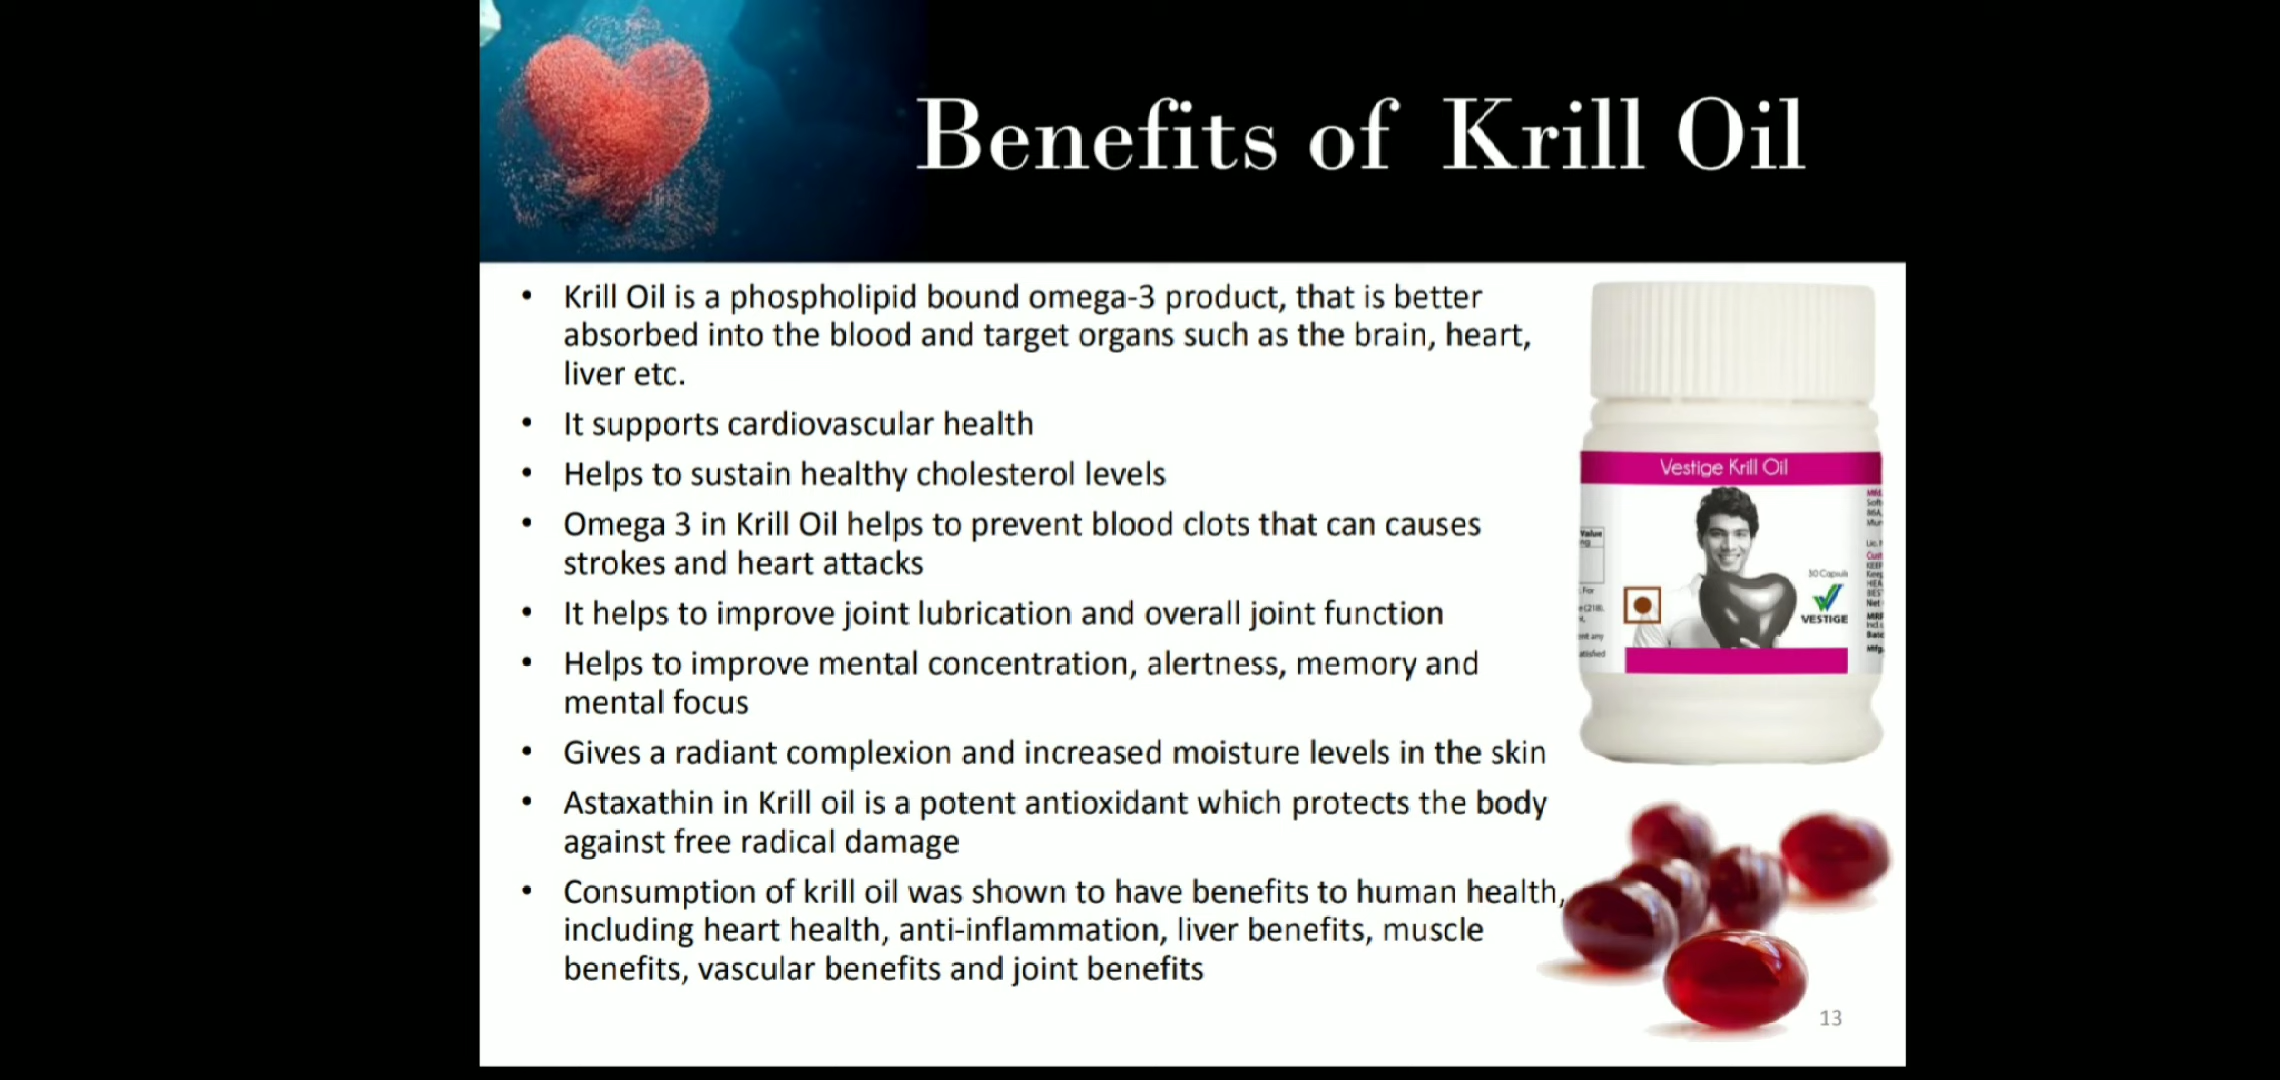 Benefits of Krill Oil
• Krill Oil is a phospholipid bound omega-3 product, that is better
absorbed into the blood and target organs such as the brain, heart,
liver etc.
• It supports cardiovascular health
• Helps to sustain healthy cholesterol levels
• Omega 3 in Krill Oil helps to prevent blood clots that can causes
strokes and heart attacks
• It helps to improve joint lubrication and overall joint function
• Helps to improve mental concentration, alertness, memory and
mental focus
• Gives a radiant complexion and increased moisture levels in the skin
• Astaxathin in Krill oil is a potent antioxidant which protects the body
against free radical damage
• Consumption of krill oil was shown to have benefits to human health,
including heart health, anti-inflammation, liver benefits, muscle
benefits, vascular benefits and joint benefits
Vestige Krill Oil
Value
For
any
VESTIGE
13